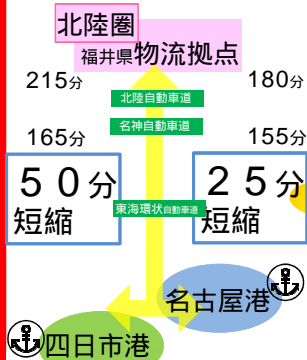 北陸圏
福井県物流拠点
215分
180分
北陸自動車道
名神自動車道
165分
155分
５０分
短縮
２５分
短縮
東海環状自動車道
名古屋港
四日市港